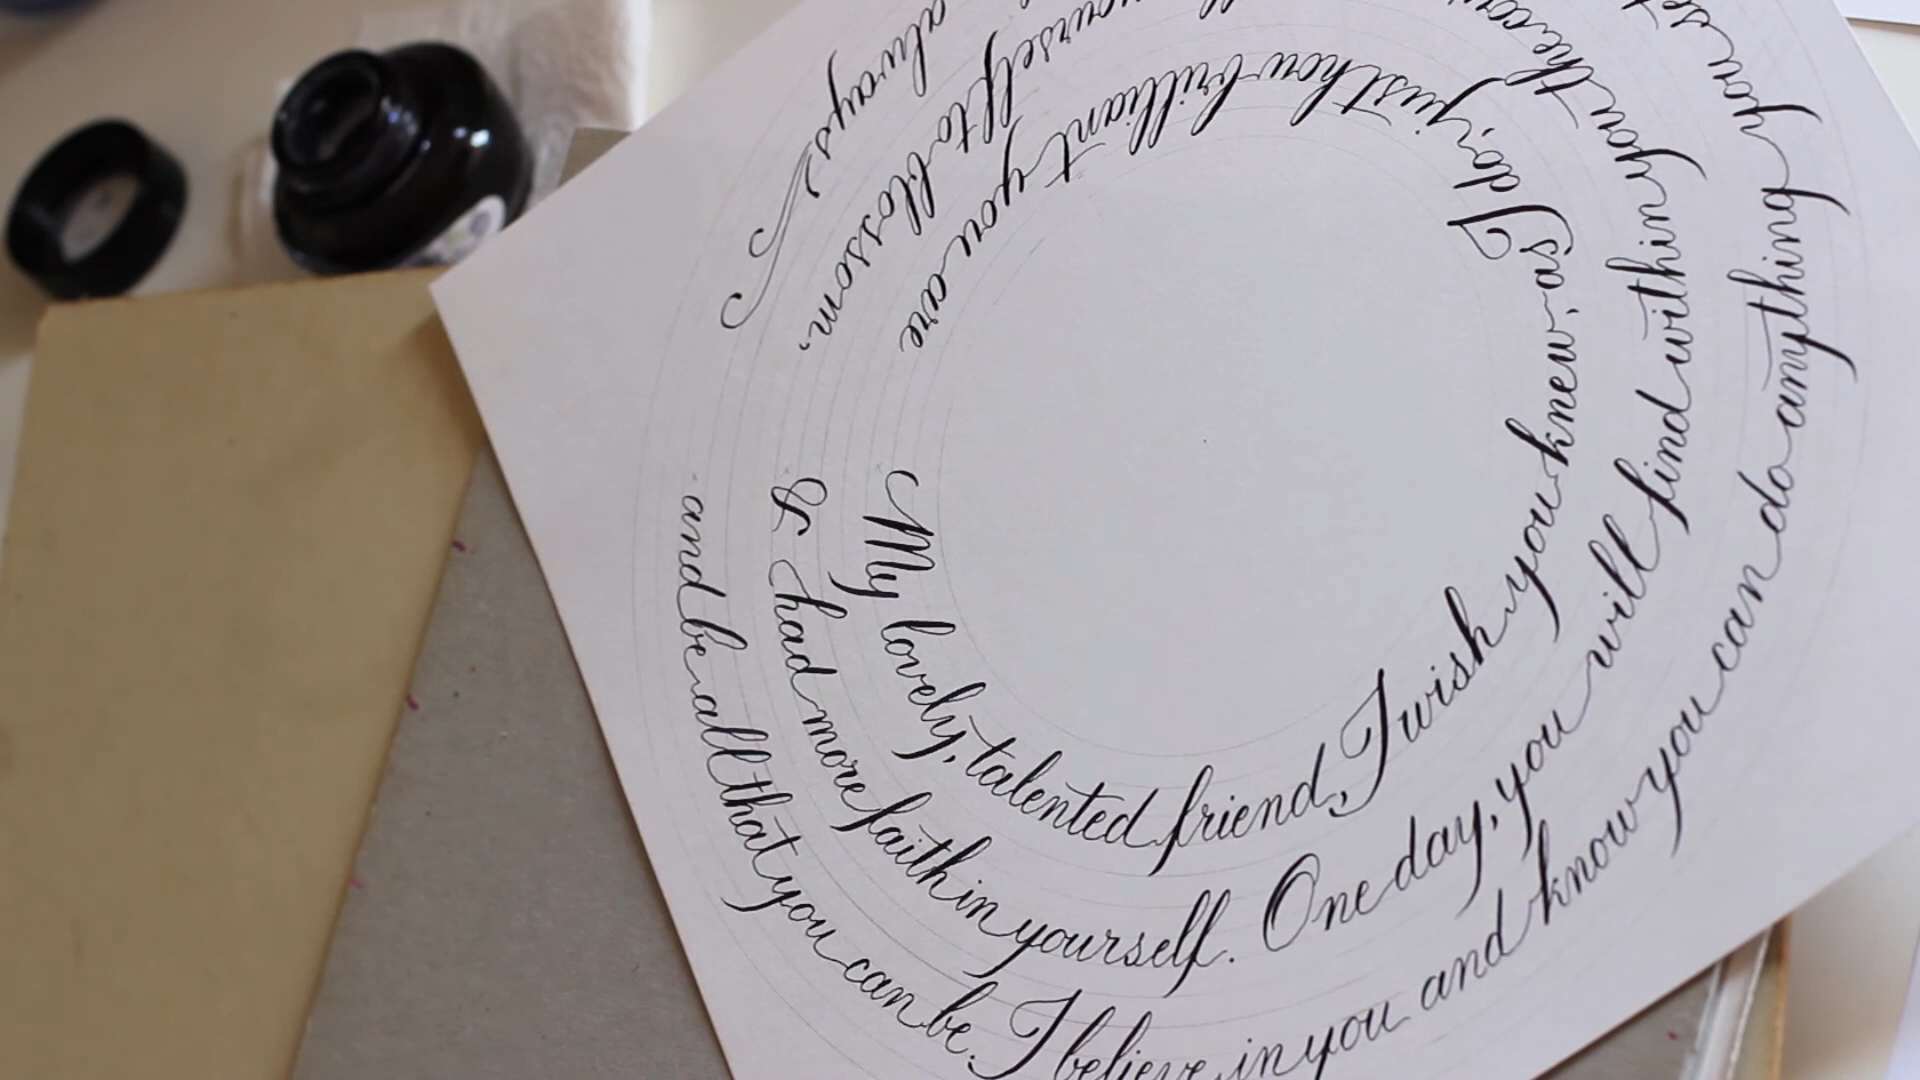 My lovely, talented friend, I wish you knew, as I do, just how brilliant you are
& had more faith in yourself. One day, you will find within you the yourself to blossom.
and be all that you can be. I believe in you and know you can do anything you set always